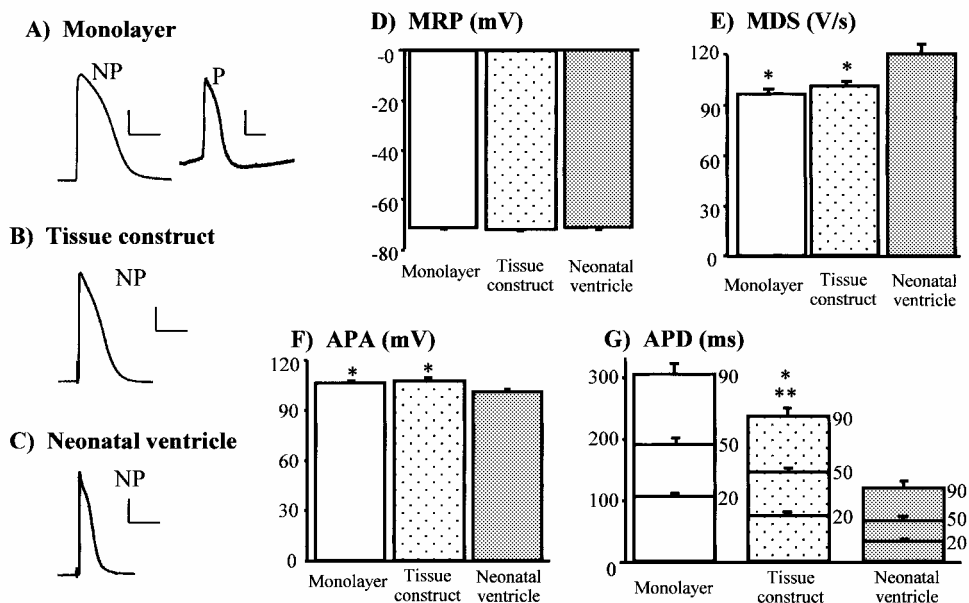 A) Monolayer
NP
P
B) Tissue construct
NP
C) Neonatal ventricle
NP
D) MRP (mV)
-0
-20
-40
-60
-80
Monolayer
Tissue
construct
Neonatal
ventricle
E) MDS (V/s)
120
90
60
30
0
*
*
Monolayer
Tissue
construct
Neonatal
ventricle
F) APA (mV)
120
90
60
30
0
*
*
Monolayer
Tissue
construct
Neonatal
ventricle
G) APD (ms)
300
200
100
0
90
50
20
*
**
90
50
20
90
50
20
Monolayer
Tissue
construct
Neonatal
ventricle